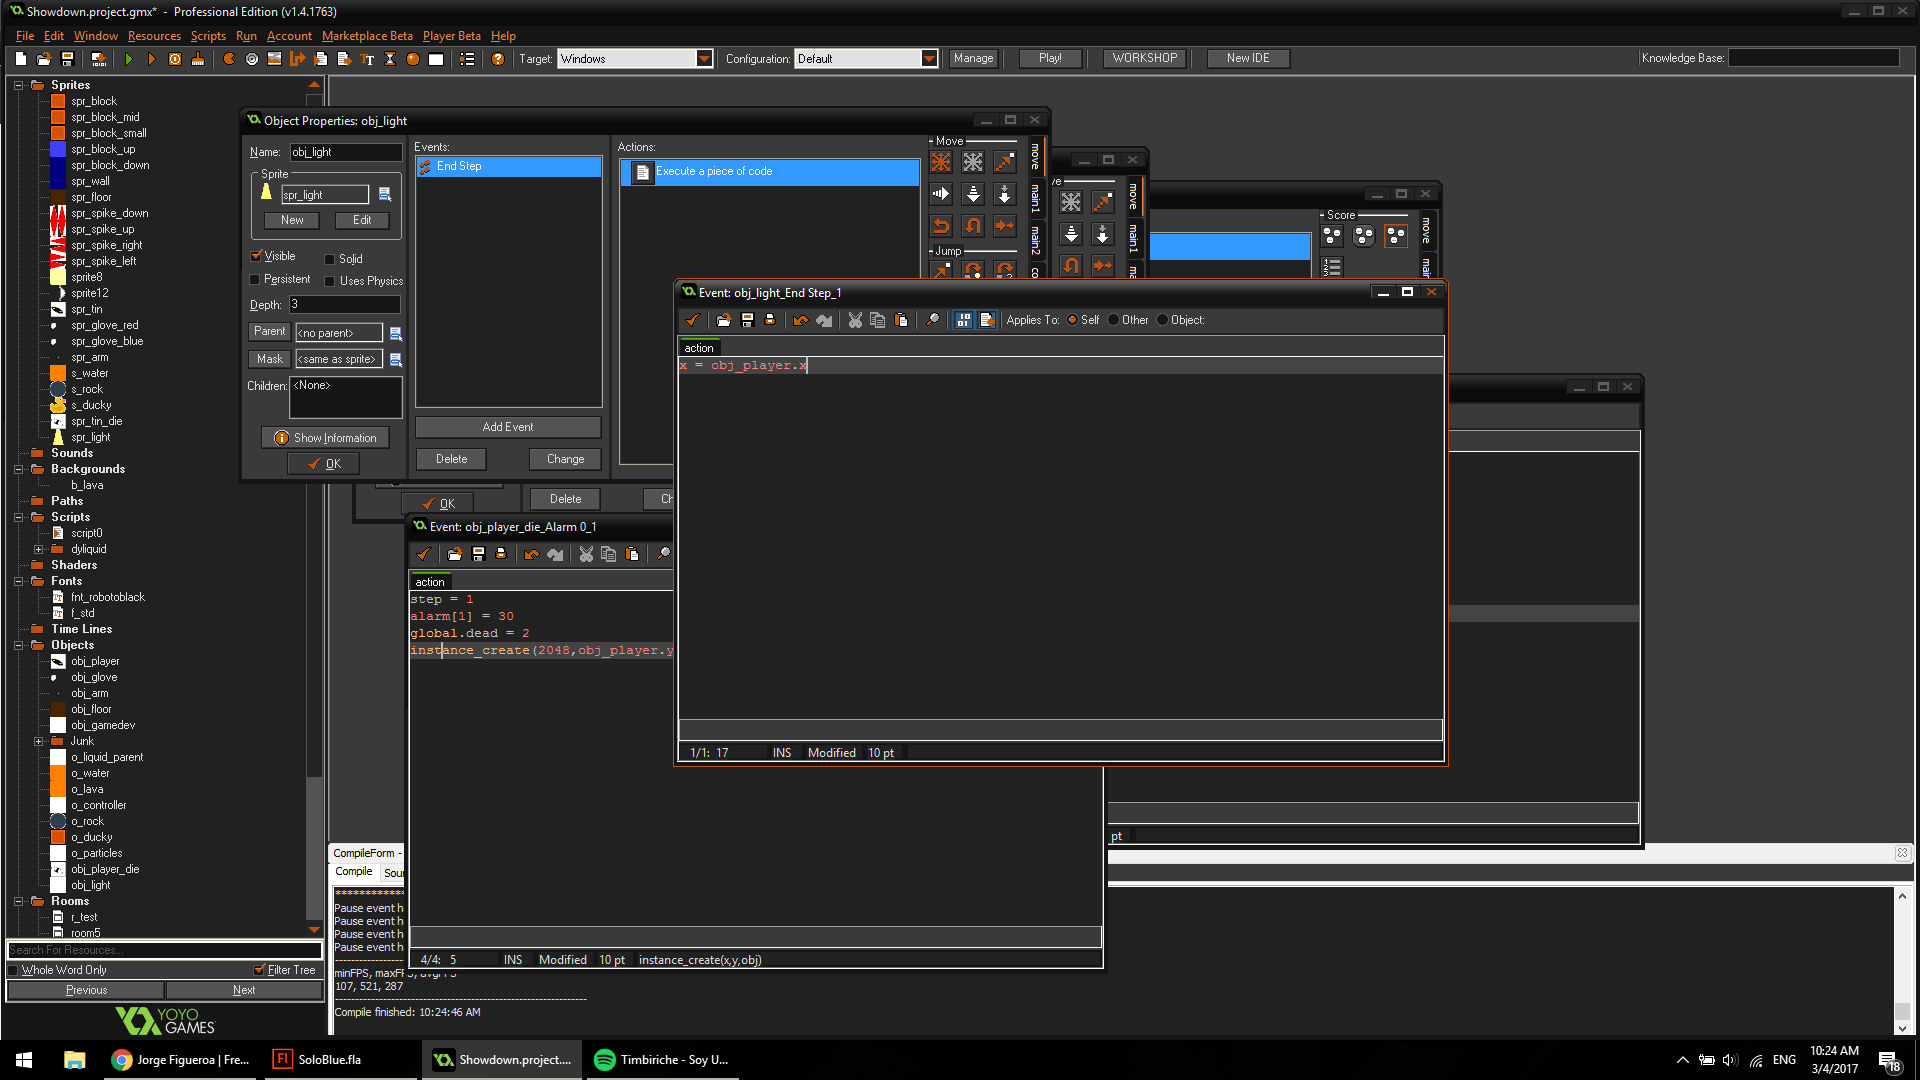 Showdown.project.gmx* - Professional Edition (v1.4.1763)
File Edit Window Resources Scripts Run Account Marketplace Beta Player Beta Help
Target: Windows Configuration: Default Manage Play! WORKSHOP New IDE Knowledge Base:
Sprites
spr_block
spr_block_mid
spr_block_small
spr_block_up
spr_block_down
spr_wall
spr_floor
spr_spike_down
spr_spike_up
spr_spike_right
spr_spike_left
sprite8
sprite12
spr_tin
spr_glove_red
spr_glove_blue
spr_arm
s_water
s_rock
s_ducky
spr_tin_die
spr_light
Sounds
Backgrounds
b_lava
Paths
Scripts
script0
dyliquid
Shaders
Fonts
fnt_robotoblack
f_std
Time Lines
Objects
obj_player
obj_glove
obj_arm
obj_floor
obj_gamedev
Junk
o_liquid_parent
o_water
o_lava
o_controller
o_rock
o_ducky
o_particles
obj_player_die
obj_light
Rooms
r_test
room5
Search For Resources...
Whole Word Only Filter Tree
Previous Next
YOYO
GAMES
Object Properties: obj_light
Name: obj_light
Sprite
spr_light
New Edit
Visible Solid
Persistent Uses Physics
Depth: 3
Parent <no parent>
Mask <same as sprite>
Children: <None>
Show Information
OK
Events:
End Step
Add Event
Delete Change
Actions:
Execute a piece of code
Move
Jump
move
main1
main2
move
main1
Score
move
OK Delete
Event: obj_light_End Step_1
Applies To: Self Other Object:
action
x = obj_player.x
1/1: 17 INS Modified 10 pt
Event: obj_player_die_Alarm 0_1
action
step = 1
alarm[1] = 30
global.dead = 2
instance_create(2048,obj_player.y
4/4: 5 INS Modified 10 pt instance_create(x,y,obj)
pt
CompileForm -
Compile Sour
Pause event h
Pause event h
Pause event h
Pause event h
minFPS, maxFPS, avgFPS
107, 521, 287
Compile finished: 10:24:46 AM
Jorge Figueroa | Fre... SoloBlue.fla Showdown.project.... Timbiriche - Soy U...
ENG 10:24 AM
3/4/2017
18